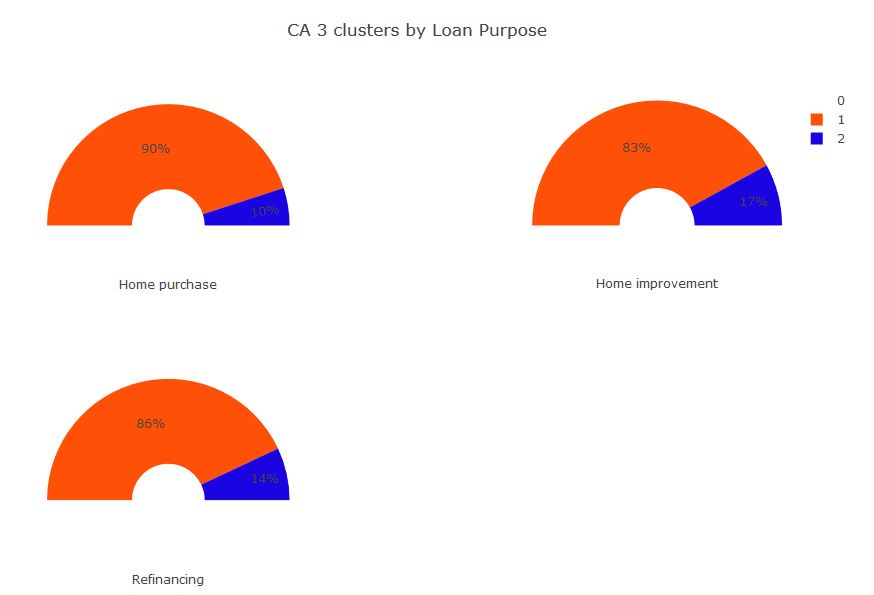 CA 3 clusters by Loan Purpose
90%
10%
Home purchase
83%
17%
Home improvement
0
1
2
86%
14%
Refinancing